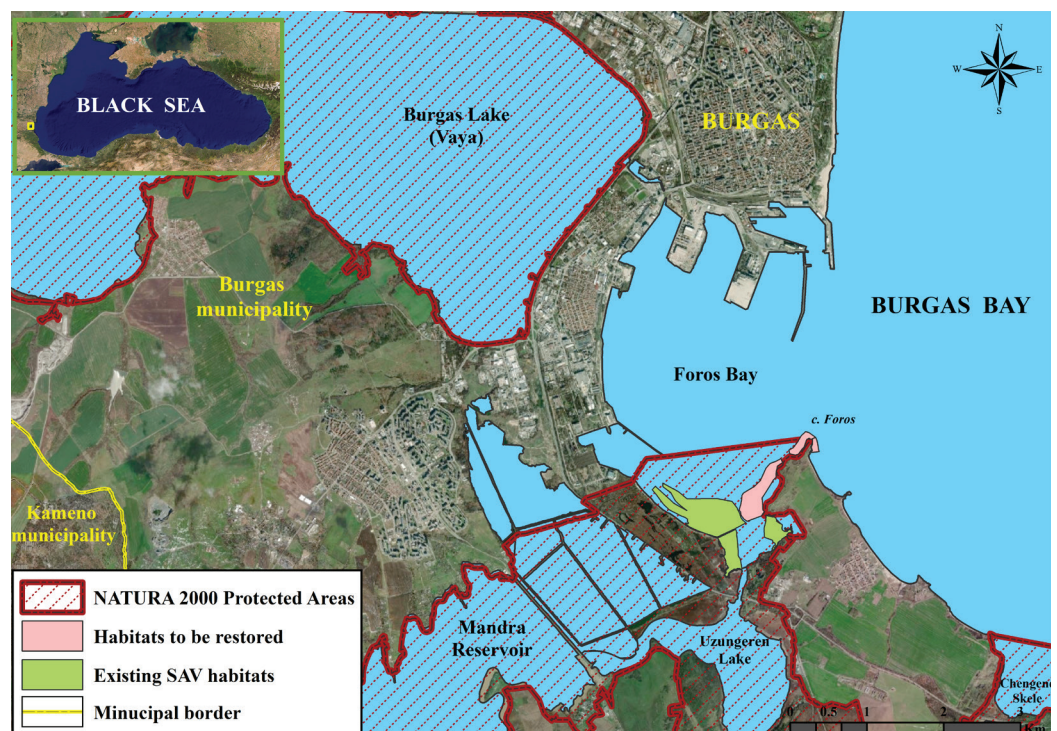 BLACK SEA
N
W
E
S
Burgas Lake
(Vaya)
BURGAS
Burgas
municipality
BURGAS BAY
Foros Bay
c. Foros
Kameno
municipality
NATURA 2000 Protected Areas
Habitats to be restored
Existing SAV habitats
Minucipal border
Mandra
Reservoir
Uzungeren
Lake
Chengene
Skele
0 0.5 1 2 3
Km